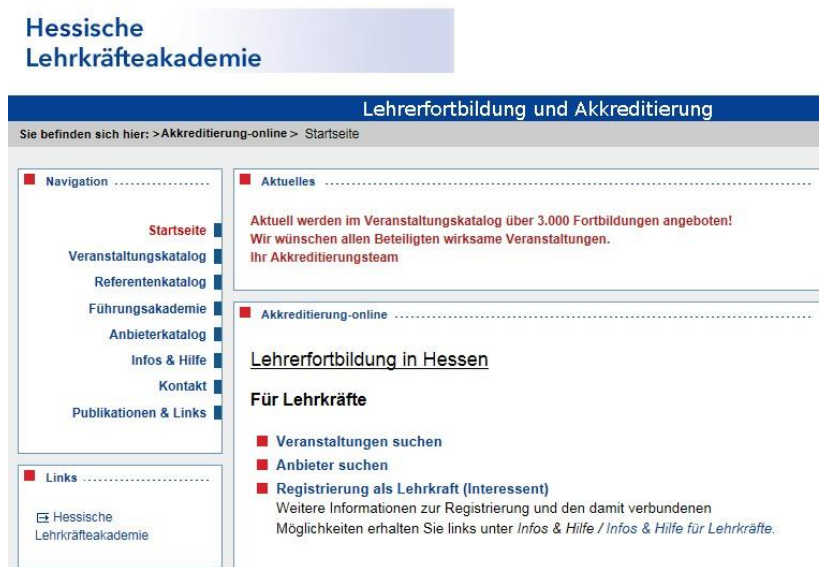 Hessische
Lehrkräfteakademie
Lehrerfortbildung und Akkreditierung
Sie befinden sich hier: >Akkreditierung-online > Startseite
Navigation
Startseite
Veranstaltungskatalog
Referentenkatalog
Führungsakademie
Anbieterkatalog
Infos & Hilfe
Kontakt
Publikationen & Links
Links
Hessische
Lehrkräfteakademie
Aktuelles
Aktuell werden im Veranstaltungskatalog über 3.000 Fortbildungen angeboten!
Wir wünschen allen Beteiligten wirksame Veranstaltungen.
Ihr Akkreditierungsteam
Akkreditierung-online
Lehrerfortbildung in Hessen
Für Lehrkräfte
Veranstaltungen suchen
Anbieter suchen
Registrierung als Lehrkraft (Interessent)
Weitere Informationen zur Registrierung und den damit verbundenen
Möglichkeiten erhalten Sie links unter Infos & Hilfe / Infos & Hilfe für Lehrkräfte.